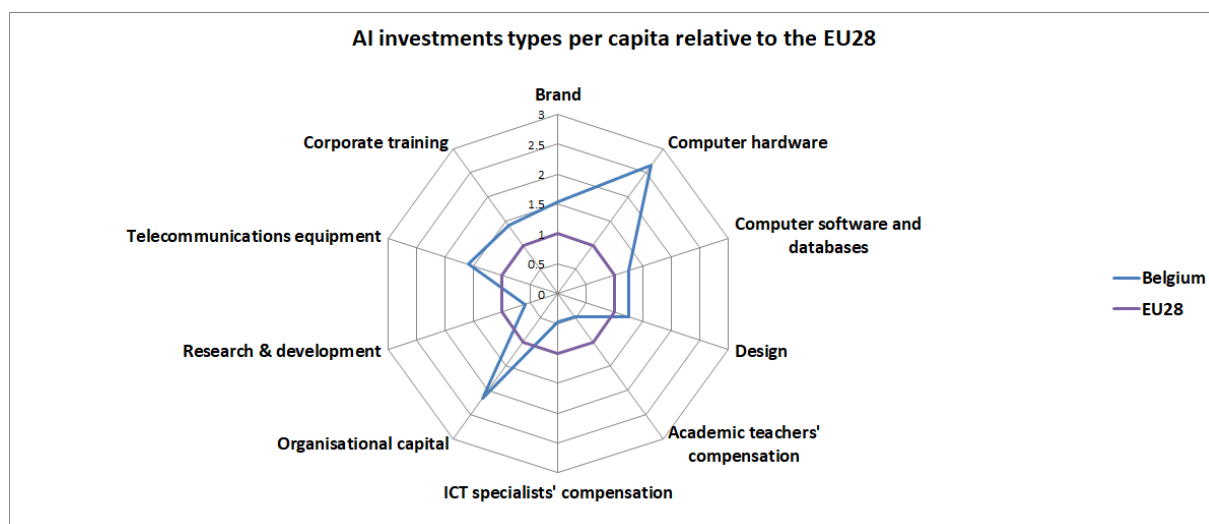 AI investments types per capita relative to the EU28
Brand
3
2.5
2
1.5
1
0.5
0
Computer hardware
Computer software and
databases
Design
Academic teachers'
compensation
ICT specialists' compensation
Organisational capital
Research & development
Telecommunications equipment
Corporate training
Belgium
EU28